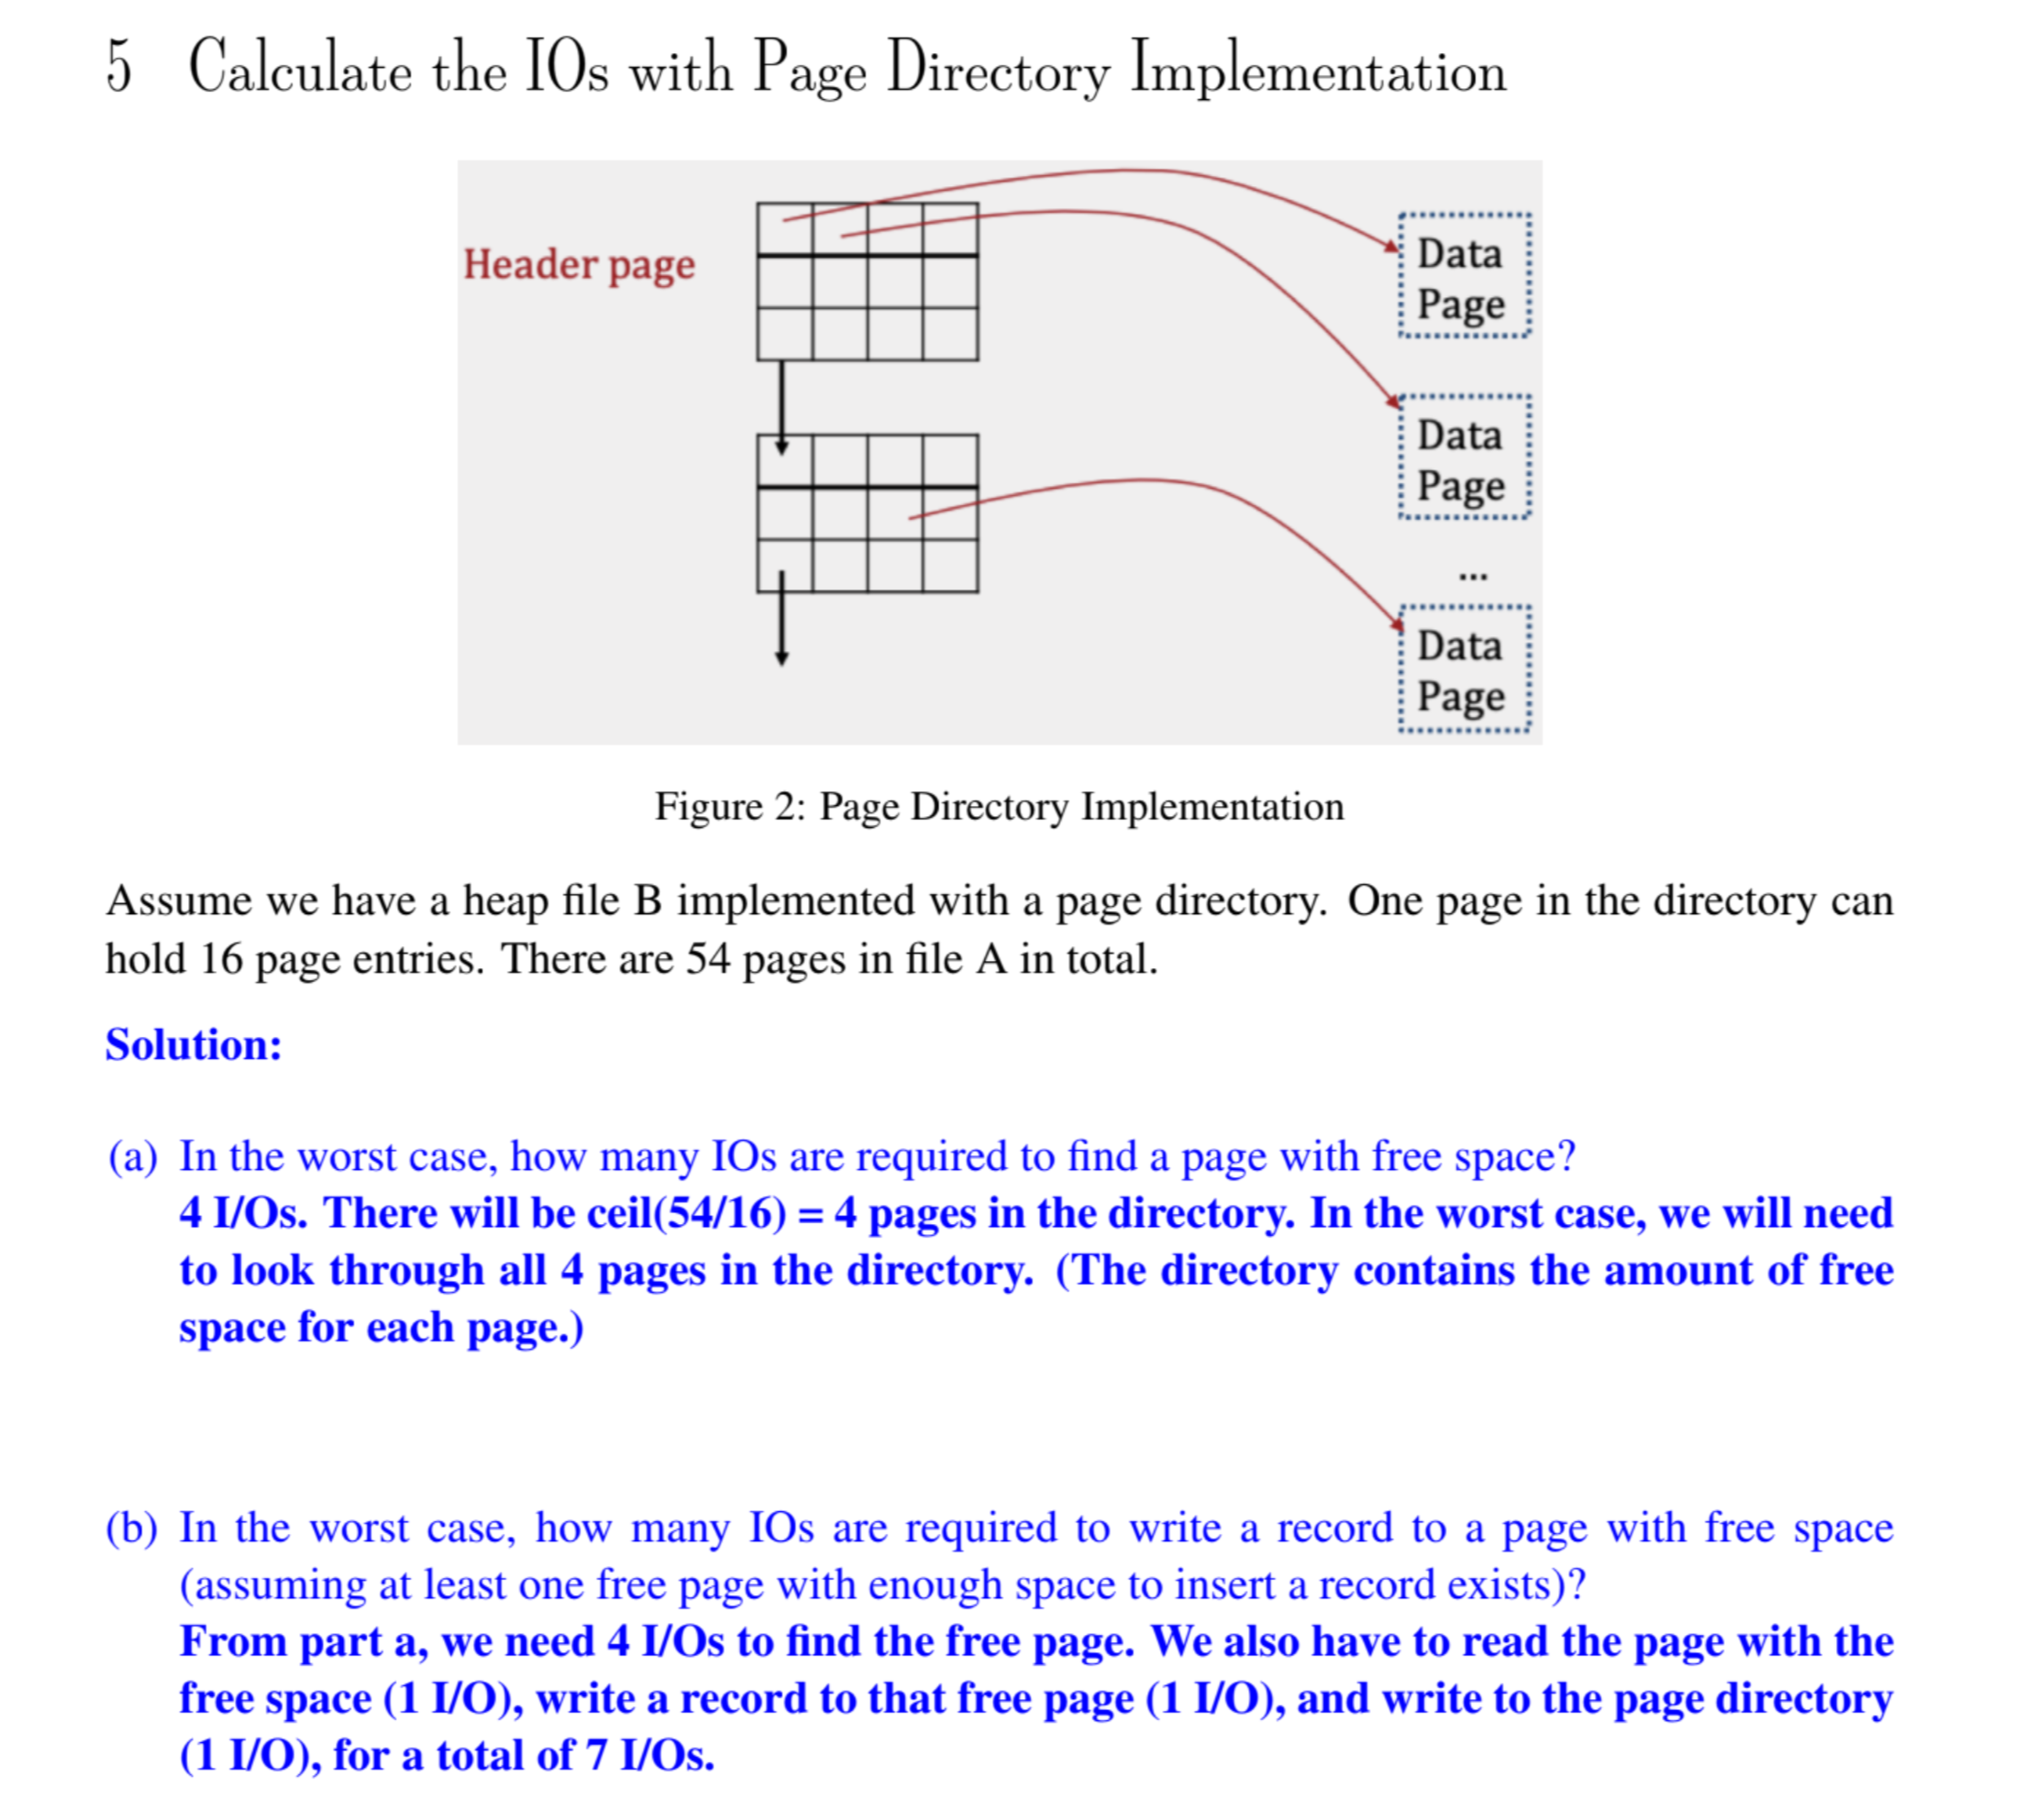 5 Calculate the IOs with Page Directory Implementation
Header page
Data
Page
Data
Page
...
Data
Page
Figure 2: Page Directory Implementation
Assume we have a heap file B implemented with a page directory. One page in the directory can
hold 16 page entries. There are 54 pages in file A in total.
Solution:
(a) In the worst case, how many IOs are required to find a page with free space?
4 I/Os. There will be ceil(54/16) = 4 pages in the directory. In the worst case, we will need
to look through all 4 pages in the directory. (The directory contains the amount of free
space for each page.)
(b) In the worst case, how many IOs are required to write a record to a page with free space
(assuming at least one free page with enough space to insert a record exists)?
From part a, we need 4 I/Os to find the free page. We also have to read the page with the
free space (1 I/O), write a record to that free page (1 I/O), and write to the page directory
(1 I/O), for a total of 7 I/Os.